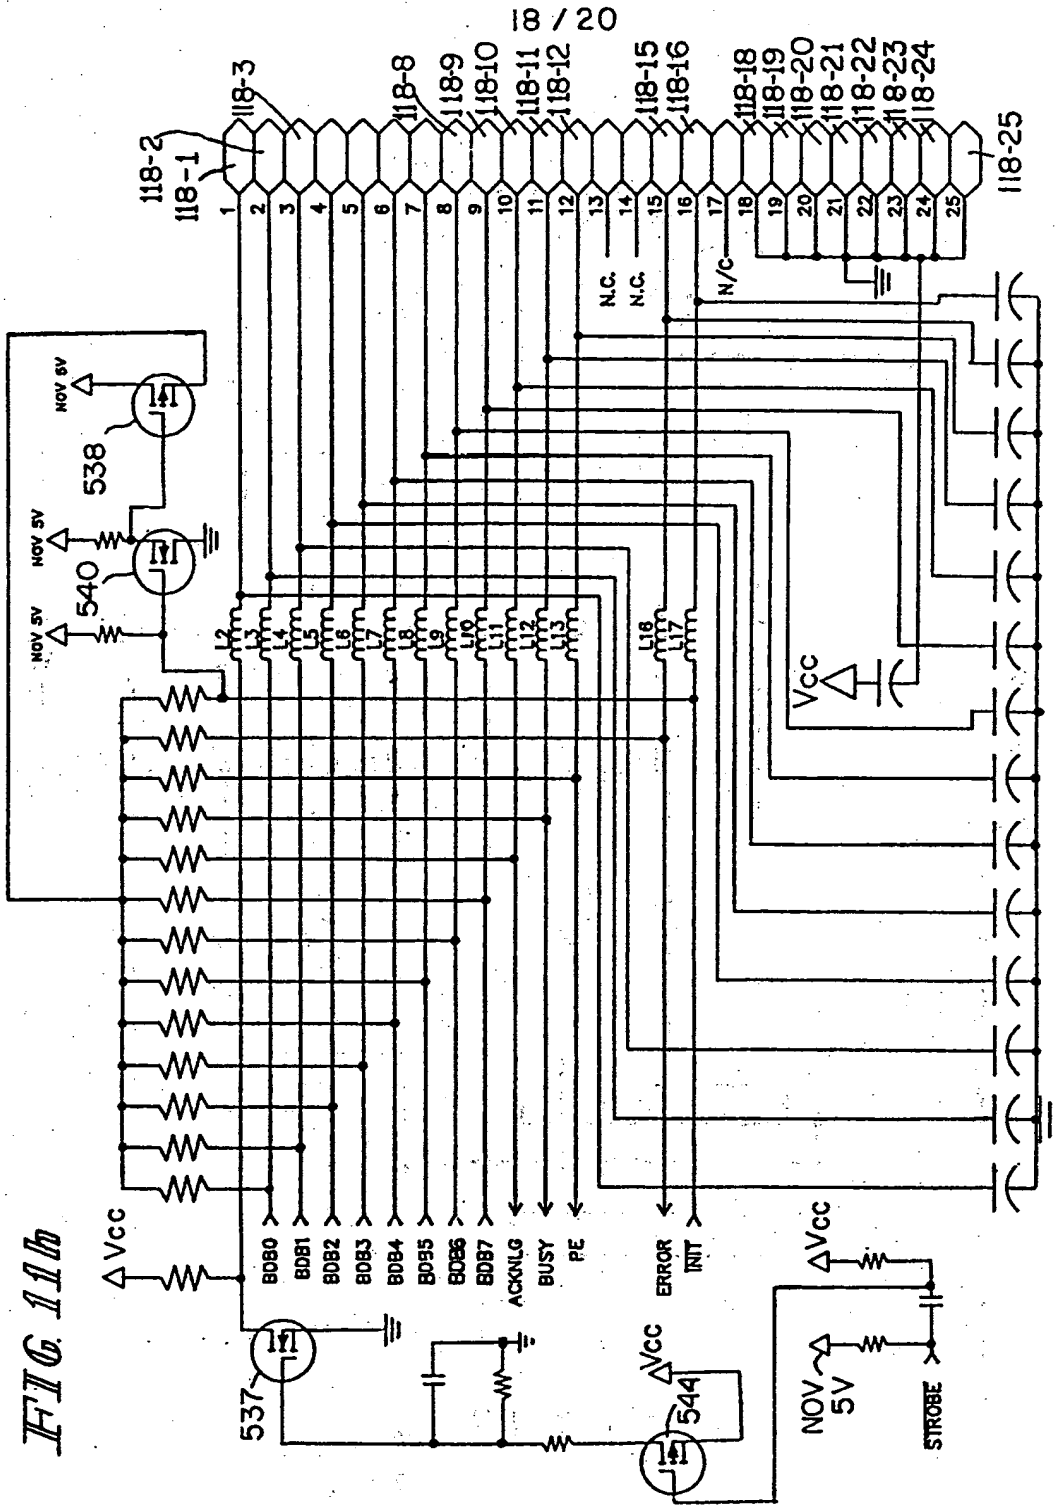 18/20
118-1
118-2
118-3
118-8
118-9
118-10
118-11
118-12
118-15
118-16
118-18
118-19
118-20
118-21
118-22
118-23
118-24
118-25
1
2
3
4
5
6
7
8
9
10
11
12
13
14
15
16
17
18
19
20
21
22
23
24
25
N.C.
N.C.
N/C
NOV 5V
538
NOV 5V
540
NOV 5V
L2
L3
L4
L5
L6
L7
L8
L9
L10
L11
L12
L13
L16
L17
Vcc
Vcc
BDB0
BDB1
BDB2
BDB3
BDB4
BDB5
BDB6
BDB7
ACKNLG
BUSY
PE
ERROR
INIT
537
Vcc
544
Vcc
NOV
5V
STROBE
FIG. 11h